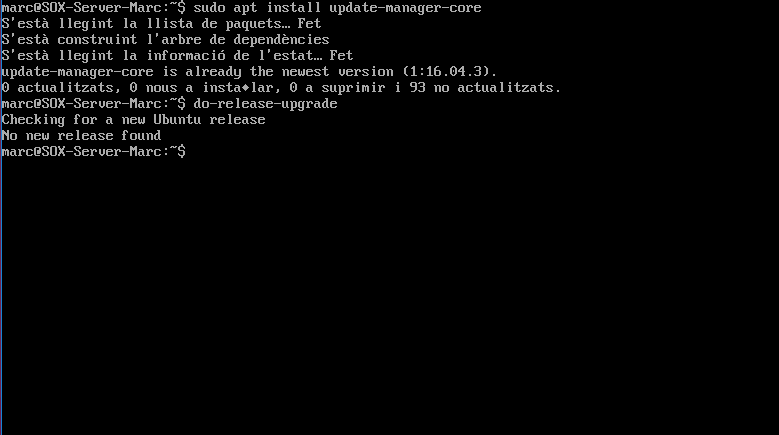 marc@SOX-Server-Marc:~$ sudo apt install update-manager-core
S'està llegint la llista de paquets… Fet
S'està construint l'arbre de dependències
S'està llegint la informació de l'estat… Fet
update-manager-core is already the newest version (1:16.04.3).
0 actualitzats, 0 nous a insta◆lar, 0 a suprimir i 93 no actualitzats.
marc@SOX-Server-Marc:~$ do-release-upgrade
Checking for a new Ubuntu release
No new release found
marc@SOX-Server-Marc:~$